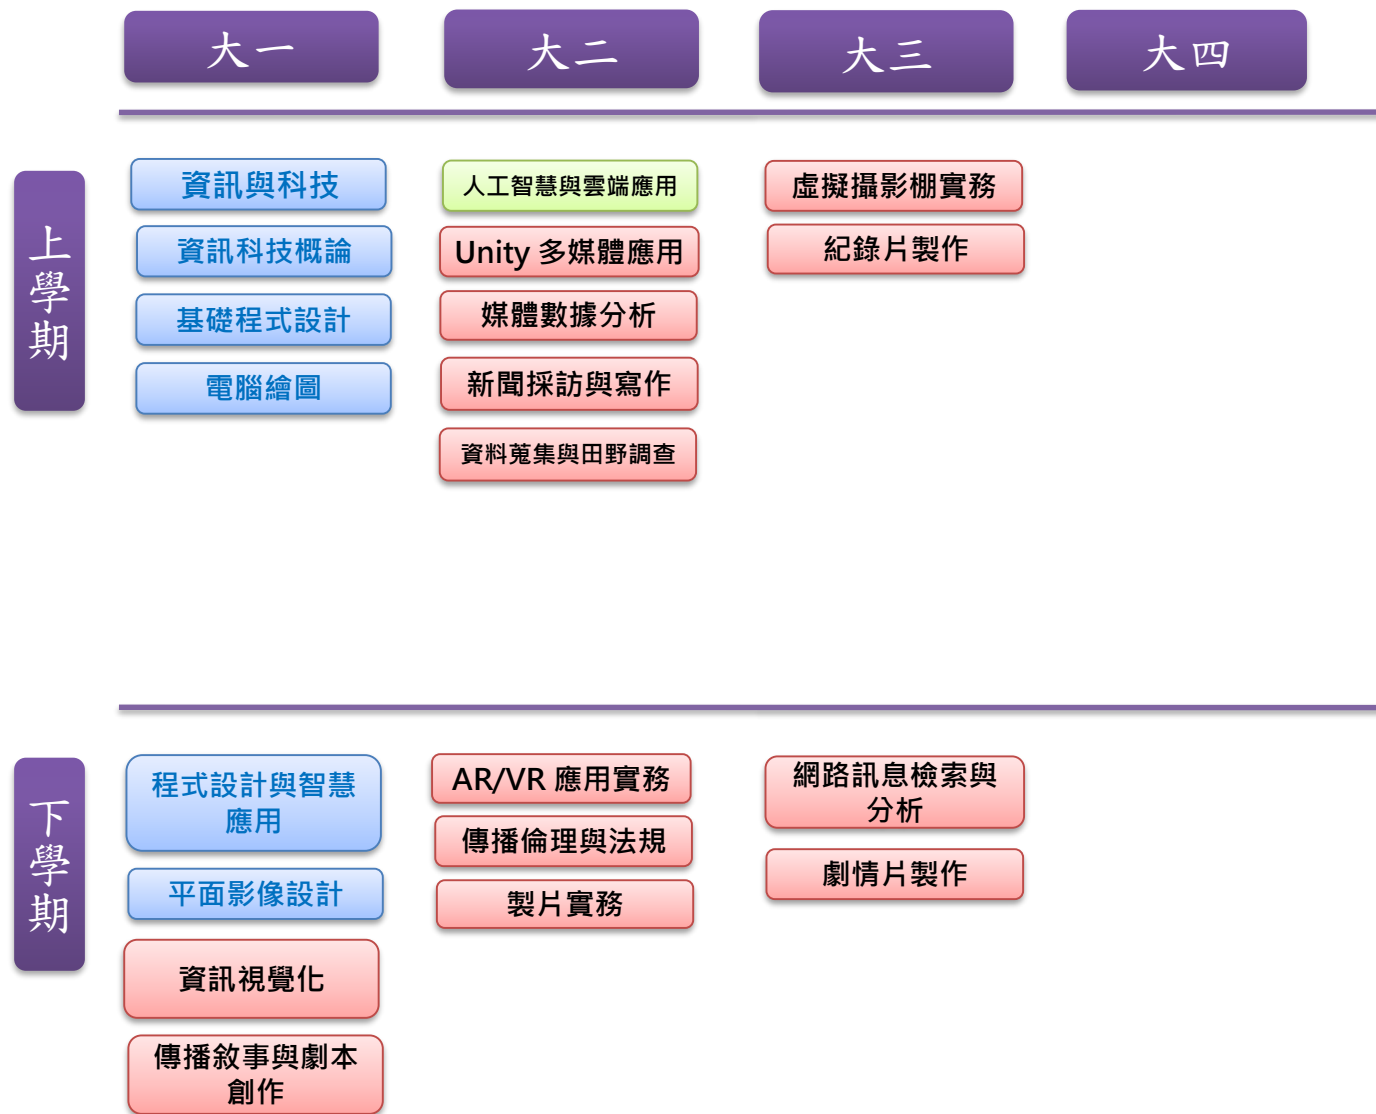 大一
大二
大三
大四
上學期
資訊與科技
資訊科技概論
基礎程式設計
電腦繪圖
人工智慧與雲端應用
Unity 多媒體應用
媒體數據分析
新聞採訪與寫作
資料蒐集與田野調查
虛擬攝影棚實務
紀錄片製作
下學期
程式設計與智慧
應用
平面影像設計
資訊視覺化
傳播敘事與劇本
創作
AR/VR 應用實務
傳播倫理與法規
製片實務
網路訊息檢索與
分析
劇情片製作